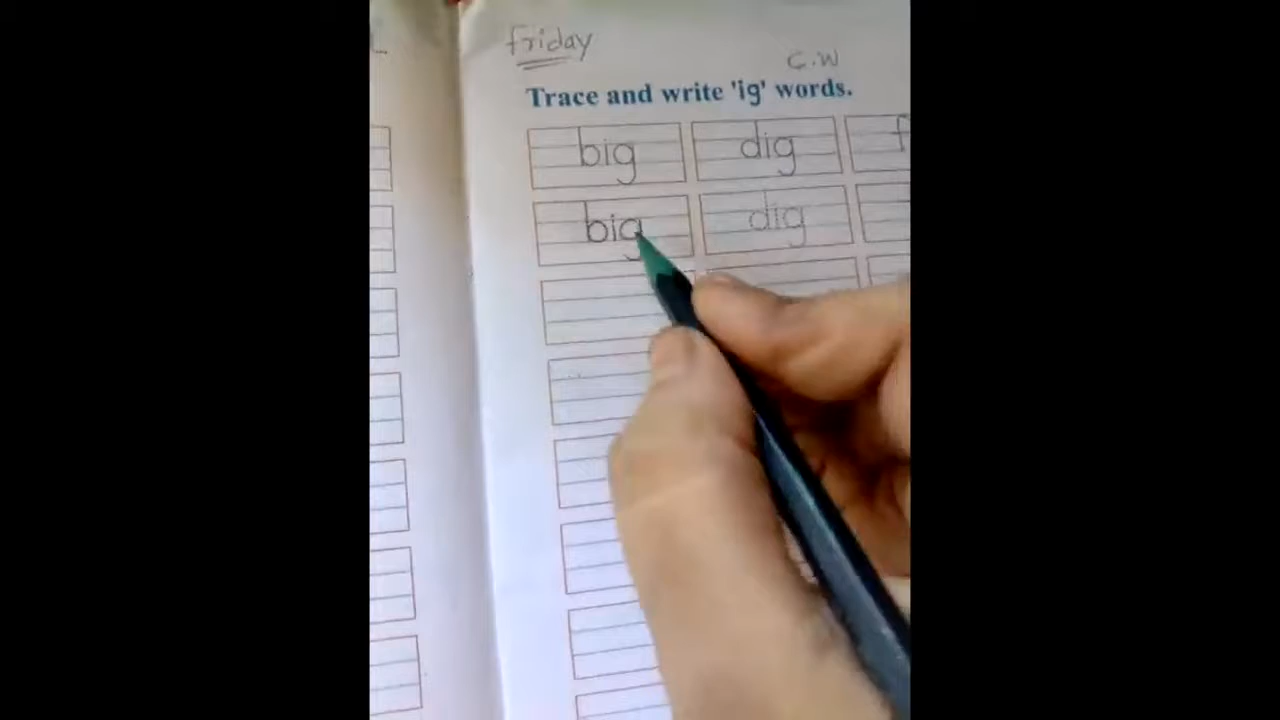 friday
C.W
Trace and write 'ig' words.
big dig f
big dig